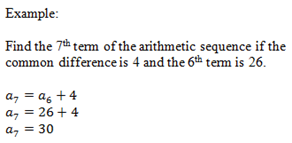 Example:
Find the 7th term of the arithmetic sequence if the
common difference is 4 and the 6th term is 26.
a₇ = a₆ + 4
a₇ = 26 + 4
a₇ = 30